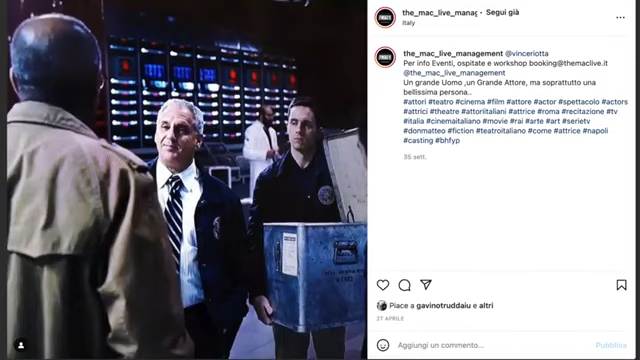 the_mac_live_manag · Segui già
Italy
the_mac_live_management @vinceriotta
Per info Eventi, ospitate e workshop booking@themaclive.it
@the_mac_live_management
Un grande Uomo ,un Grande Attore, ma soprattutto una
bellissima persona..
#attori #teatro #cinema #film #attore #actor #spettacolo #actors
#attrici #theatre #attoriitaliani #attrice #roma #recitazione #tv
#italia #cinemaitaliano #movie #rai #arte #art #serietv
#donmatteo #fiction #teatroitaliano #come #attrice #napoli
#casting #bhfyp
35 sett.
Piace a gavinotruddaiu e altri
27 APRILE
Aggiungi un commento...
Pubblica